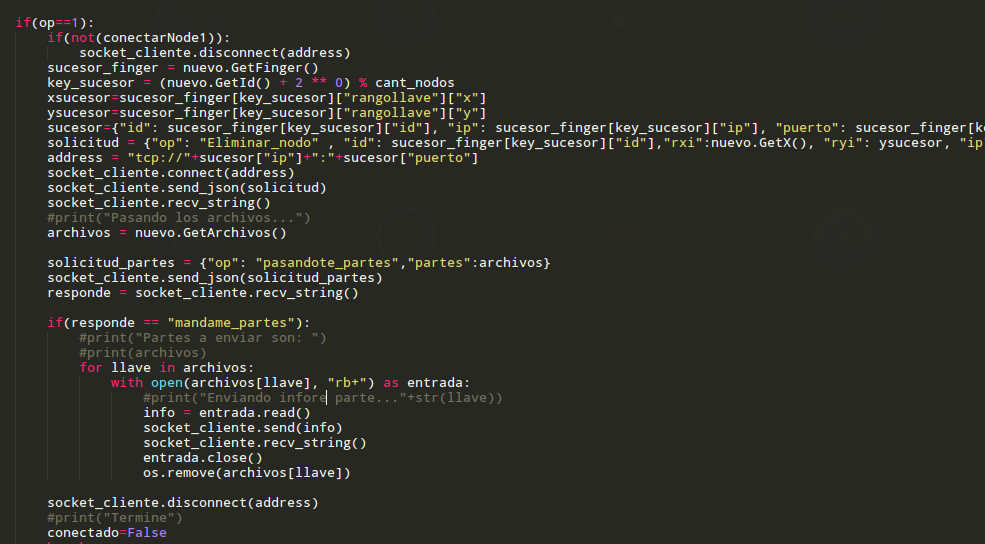 if(op==1):
    if(not(conectarNode1)):
        socket_cliente.disconnect(address)
    sucesor_finger = nuevo.GetFinger()
    key_sucesor = (nuevo.GetId() + 2 ** 0) % cant_nodos
    xsucesor=sucesor_finger[key_sucesor]["rangollave"]["x"]
    ysucesor=sucesor_finger[key_sucesor]["rangollave"]["y"]
    sucesor={"id": sucesor_finger[key_sucesor]["id"], "ip": sucesor_finger[key_sucesor]["ip"], "puerto": sucesor_finger[k
    solicitud = {"op": "Eliminar_nodo" , "id": sucesor_finger[key_sucesor]["id"],"rxi":nuevo.GetX(), "ryi": ysucesor, "ip
    address = "tcp://"+sucesor["ip"]+":"+sucesor["puerto"]
    socket_cliente.connect(address)
    socket_cliente.send_json(solicitud)
    socket_cliente.recv_string()
    #print("Pasando los archivos...")
    archivos = nuevo.GetArchivos()

    solicitud_partes = {"op": "pasandote_partes","partes":archivos}
    socket_cliente.send_json(solicitud_partes)
    responde = socket_cliente.recv_string()

    if(responde == "mandame_partes"):
        #print("Partes a enviar son: ")
        #print(archivos)
        for llave in archivos:
            with open(archivos[llave], "rb+") as entrada:
                #print("Enviando infore parte..."+str(llave))
                info = entrada.read()
                socket_cliente.send(info)
                socket_cliente.recv_string()
                entrada.close()
                os.remove(archivos[llave])

    socket_cliente.disconnect(address)
    #print("Termine")
    conectado=False